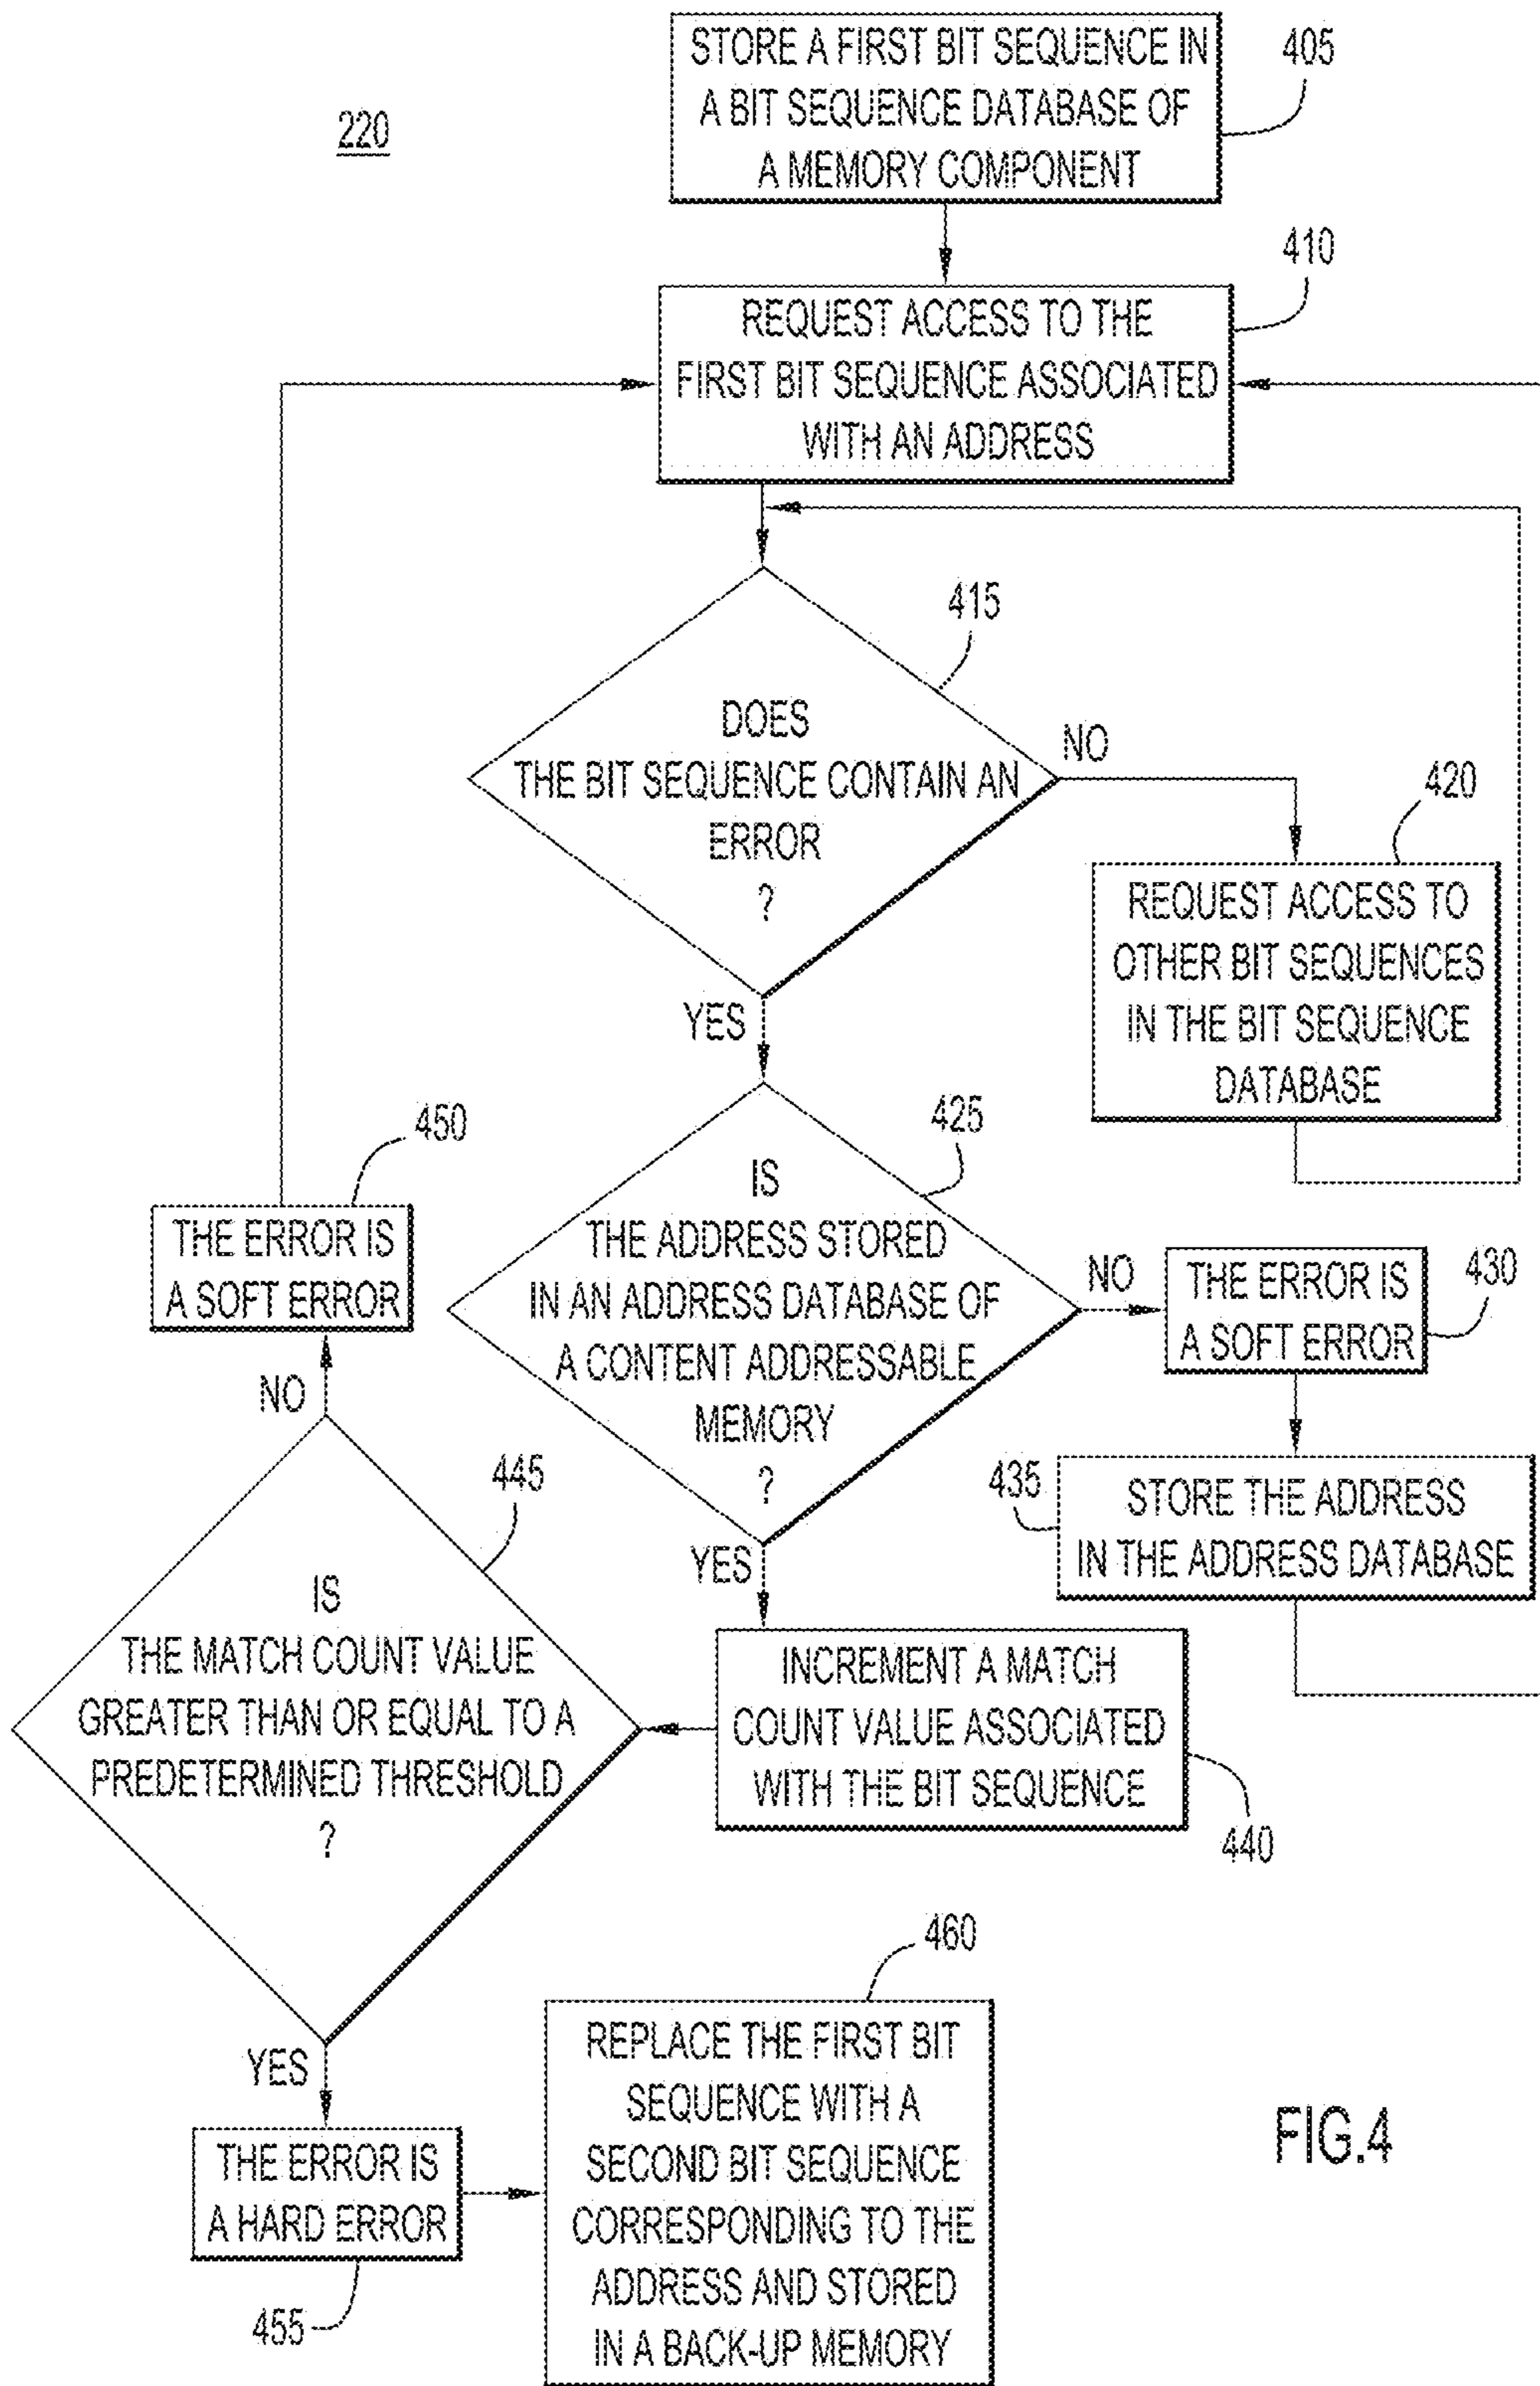 220
STORE A FIRST BIT SEQUENCE IN
A BIT SEQUENCE DATABASE OF
A MEMORY COMPONENT
405
REQUEST ACCESS TO THE
FIRST BIT SEQUENCE ASSOCIATED
WITH AN ADDRESS
410
DOES
THE BIT SEQUENCE CONTAIN AN
ERROR
?
415
NO
YES
REQUEST ACCESS TO
OTHER BIT SEQUENCES
IN THE BIT SEQUENCE
DATABASE
420
IS
THE ADDRESS STORED
IN AN ADDRESS DATABASE OF
A CONTENT ADDRESSABLE
MEMORY
?
425
NO
YES
THE ERROR IS
A SOFT ERROR
430
STORE THE ADDRESS
IN THE ADDRESS DATABASE
435
INCREMENT A MATCH
COUNT VALUE ASSOCIATED
WITH THE BIT SEQUENCE
440
IS
THE MATCH COUNT VALUE
GREATER THAN OR EQUAL TO A
PREDETERMINED THRESHOLD
?
445
NO
THE ERROR IS
A SOFT ERROR
450
YES
THE ERROR IS
A HARD ERROR
455
REPLACE THE FIRST BIT
SEQUENCE WITH A
SECOND BIT SEQUENCE
CORRESPONDING TO THE
ADDRESS AND STORED
IN A BACK-UP MEMORY
460
FIG.4